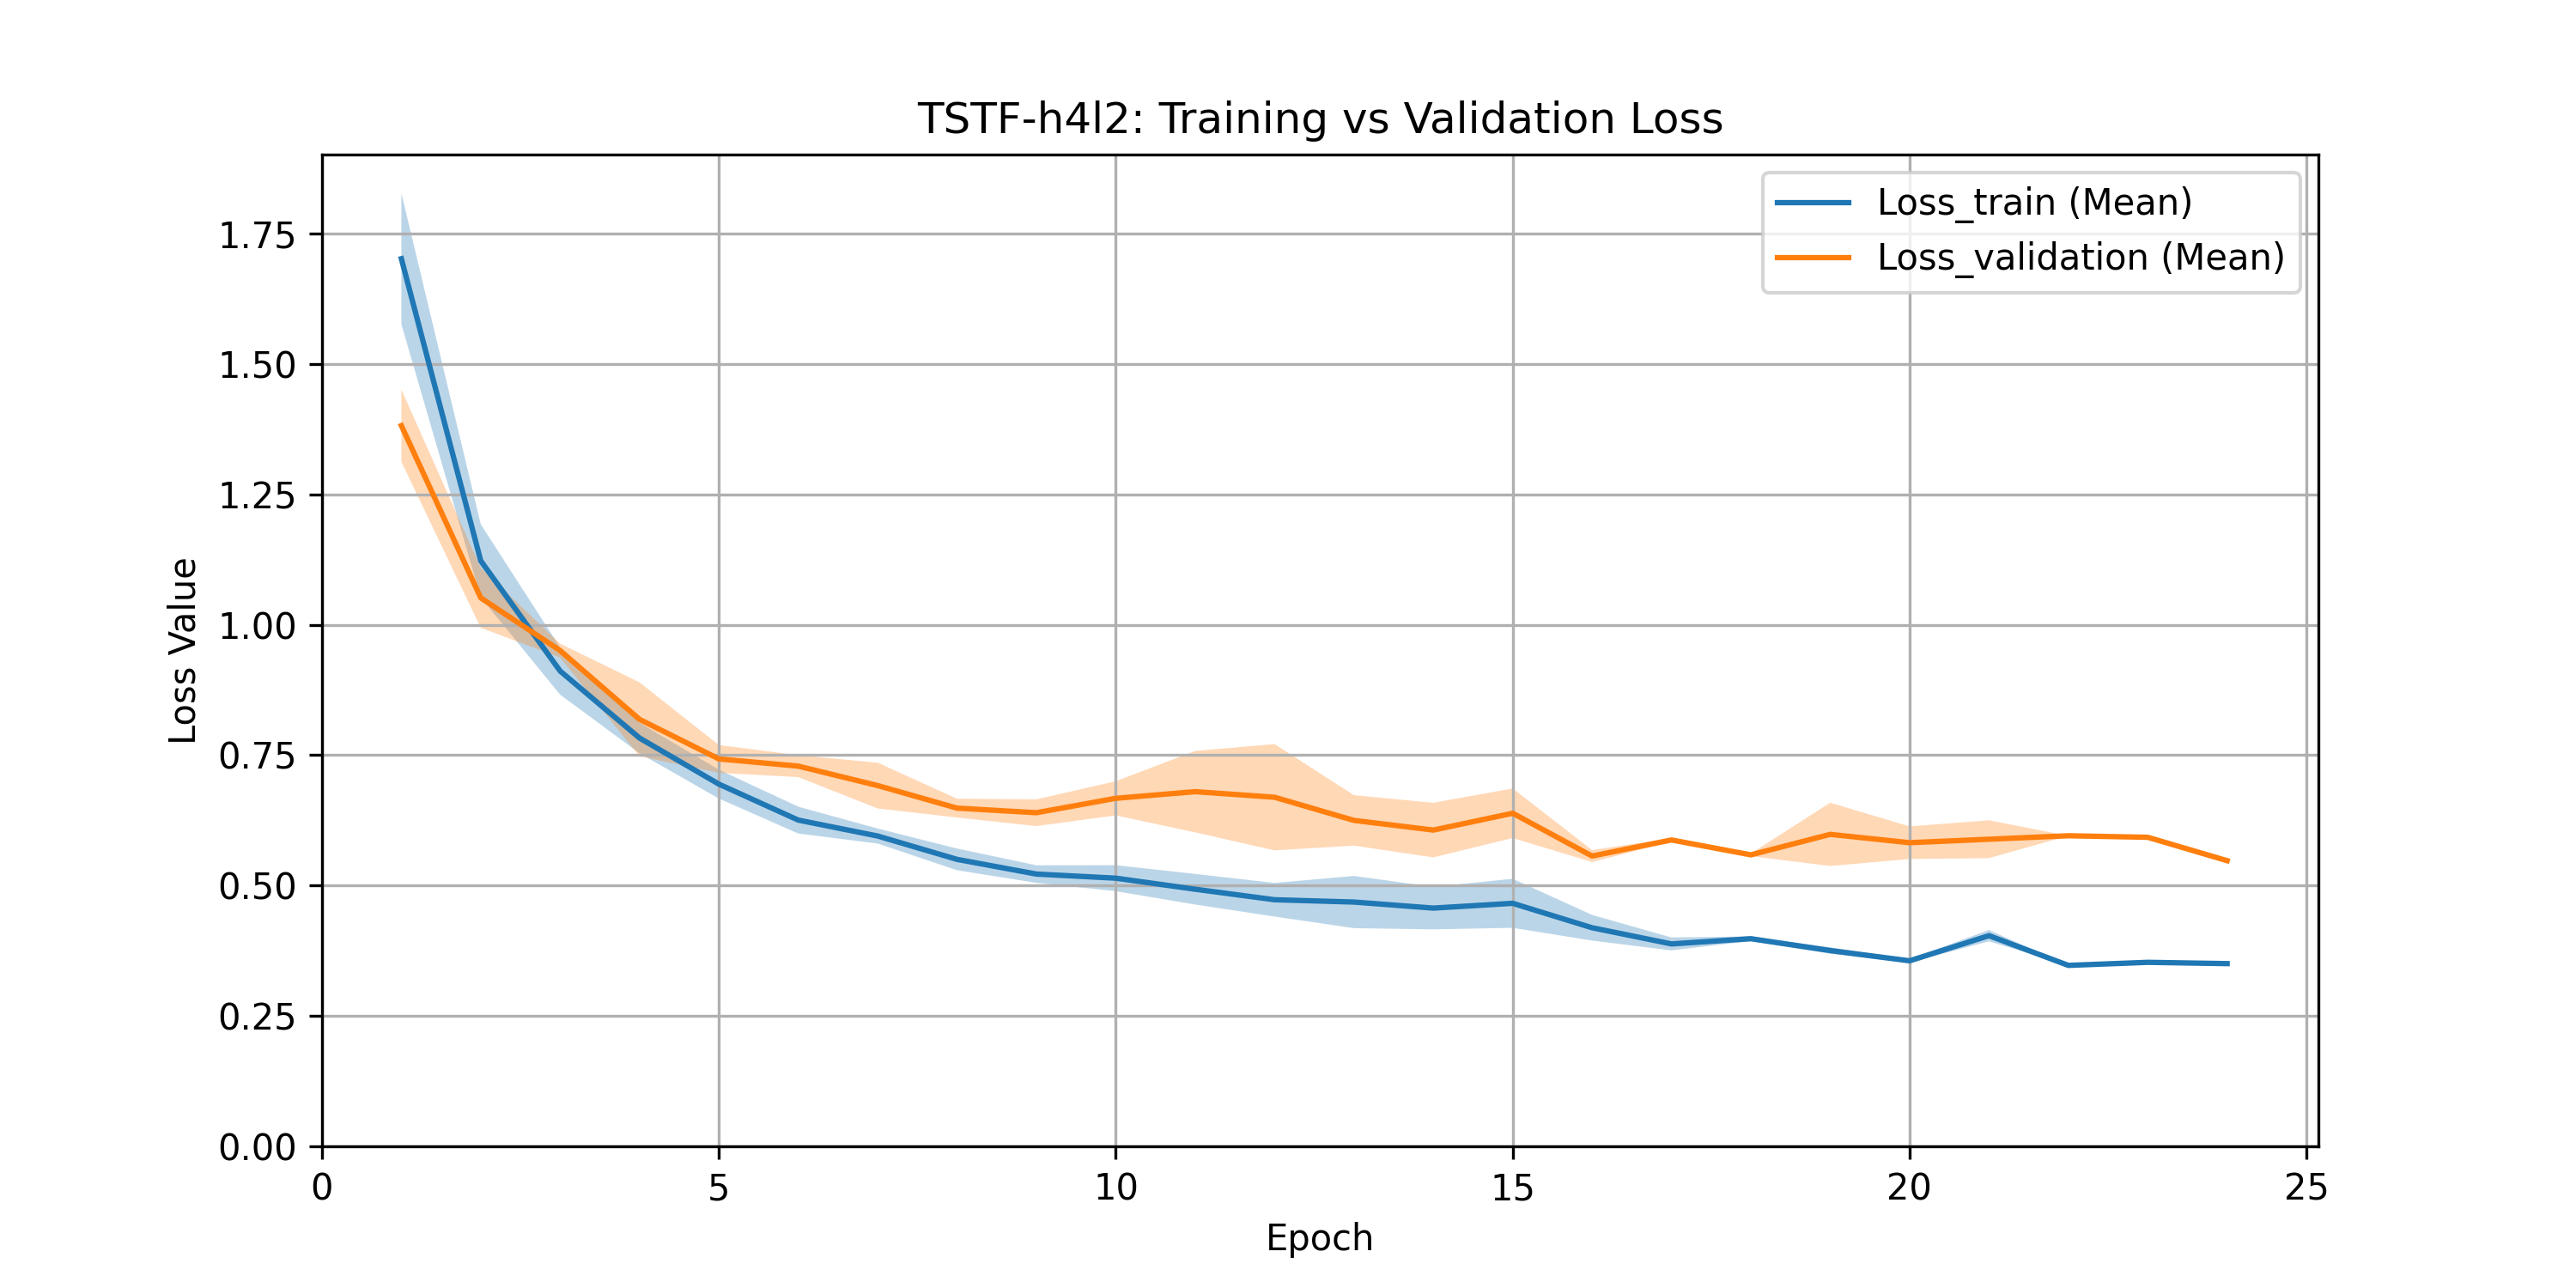 TSTF-h4l2: Training vs Validation Loss
Loss_train (Mean)
Loss_validation (Mean)
Loss Value
1.75
1.50
1.25
1.00
0.75
0.50
0.25
0.00
0 5 10 15 20 25
Epoch